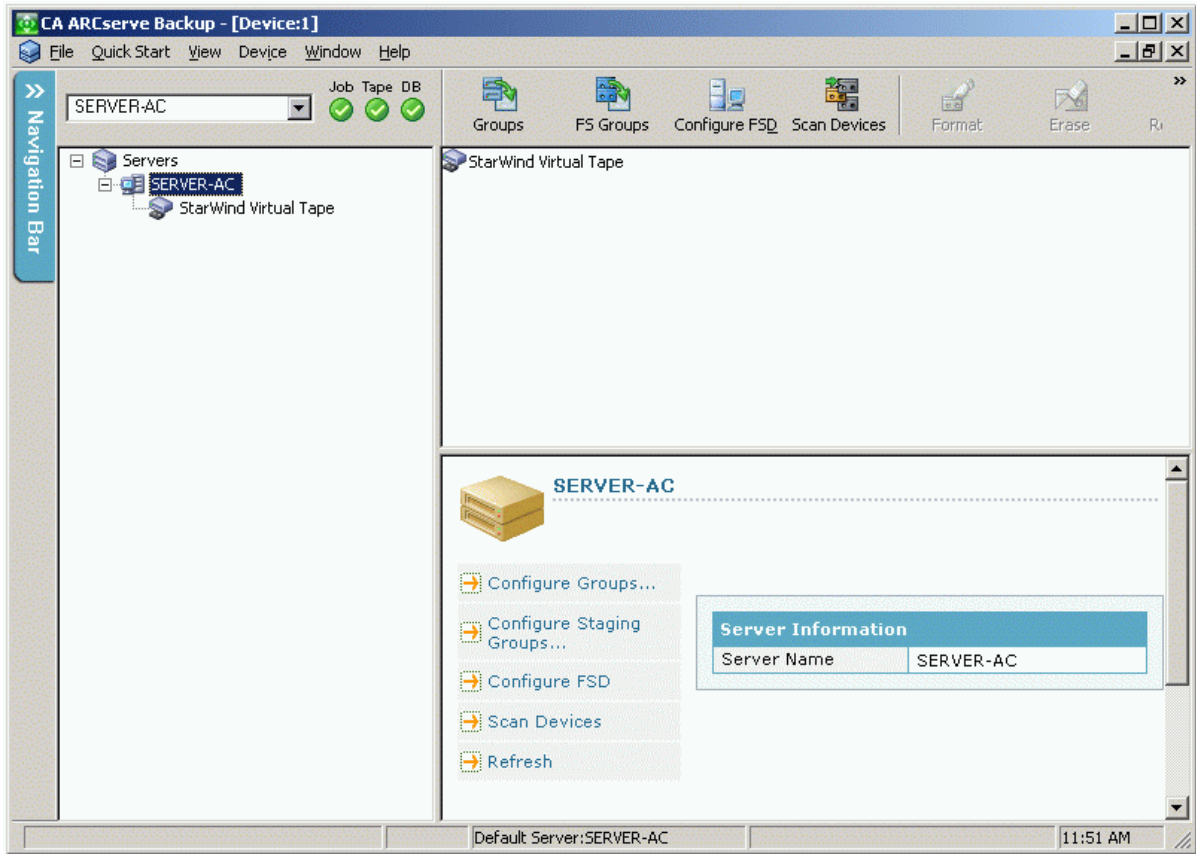 CA ARCserve Backup - [Device:1]
File Quick Start View Device Window Help
Navigation Bar
SERVER-AC
Job Tape DB
Groups FS Groups Configure FSD Scan Devices Format Erase
Servers
SERVER-AC
StarWind Virtual Tape
StarWind Virtual Tape
SERVER-AC
Configure Groups...
Configure Staging
Groups...
Configure FSD
Scan Devices
Refresh
Server Information
Server Name SERVER-AC
Default Server:SERVER-AC
11:51 AM